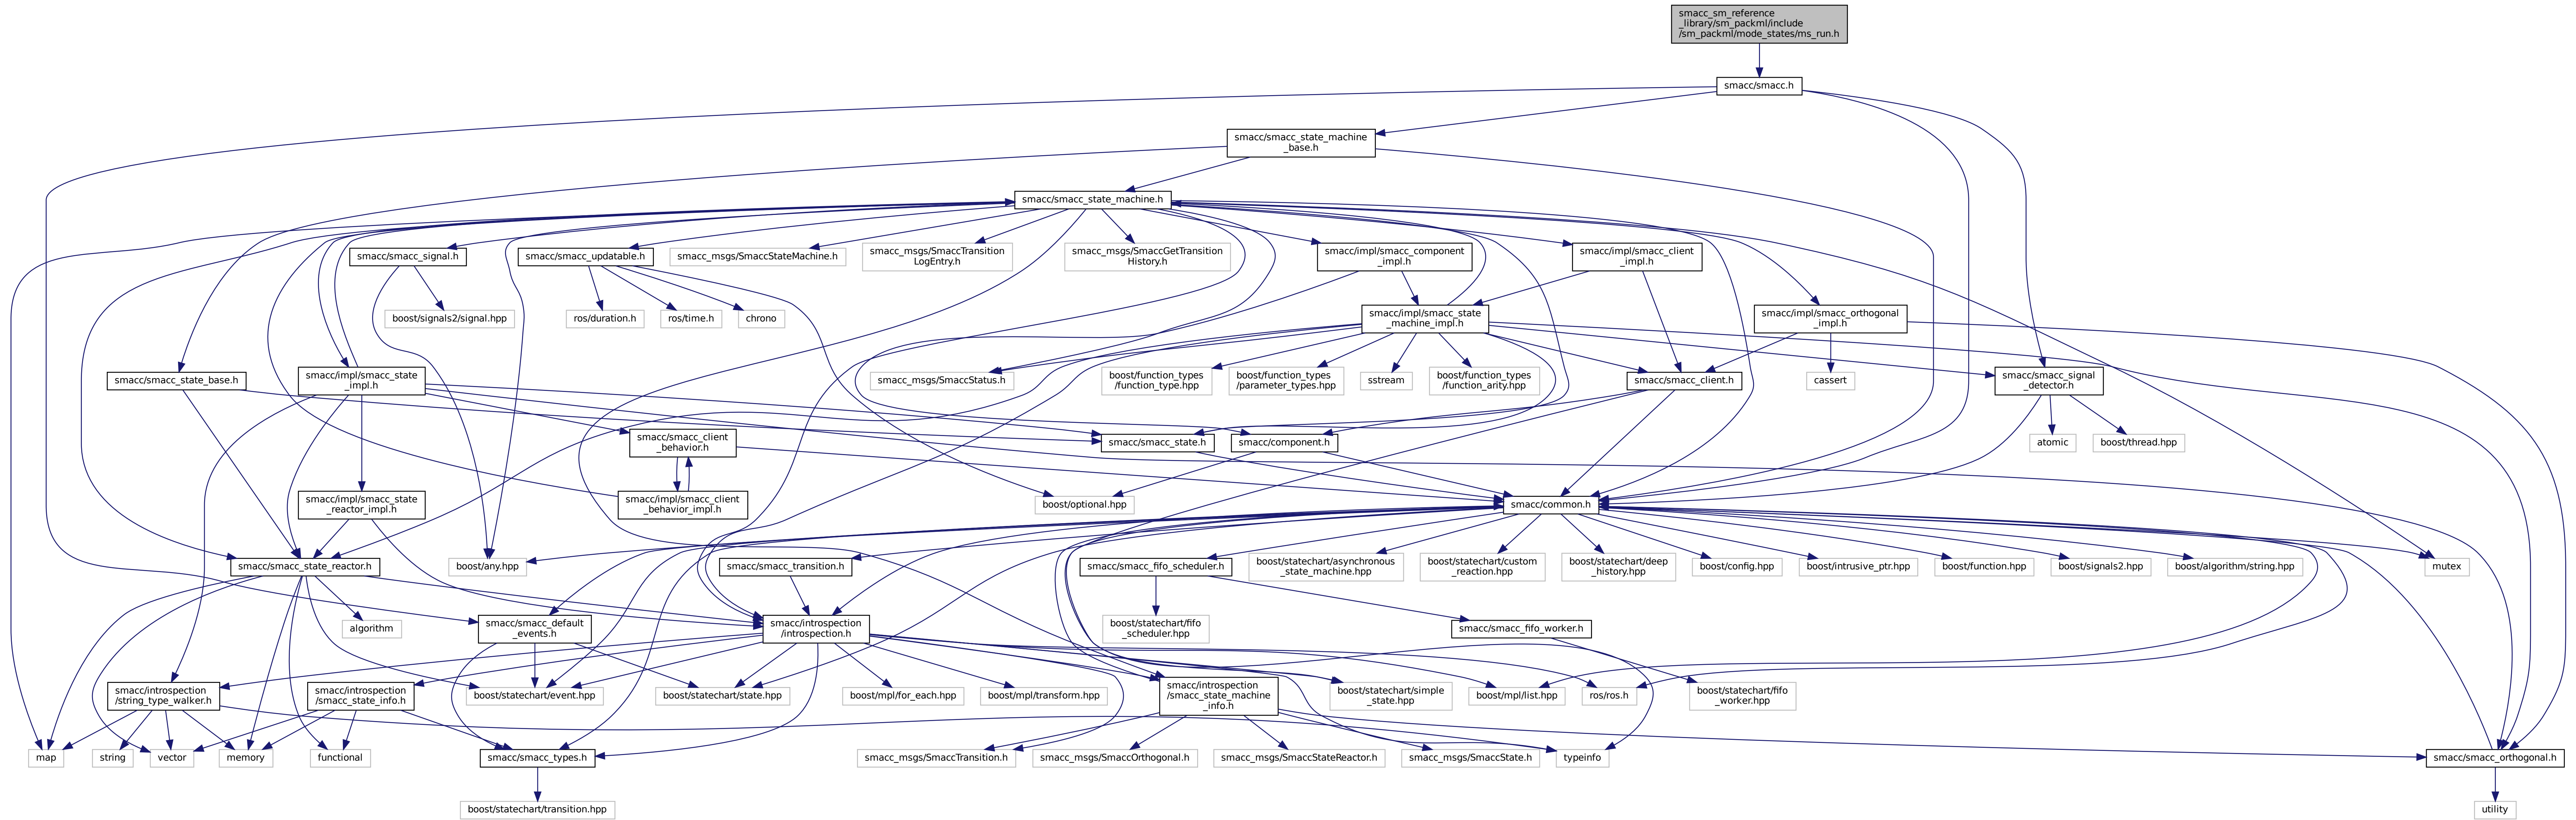 smacc_sm_reference
_library/sm_packml/include
/sm_packml/mode_states/ms_run.h
smacc/smacc.h
smacc/smacc_state_machine
_base.h
smacc/smacc_state_machine.h
smacc/smacc_signal.h
smacc/smacc_updatable.h
smacc_msgs/SmaccStateMachine.h
smacc_msgs/SmaccTransition
LogEntry.h
smacc_msgs/SmaccGetTransition
History.h
smacc/impl/smacc_component
_impl.h
smacc/impl/smacc_client
_impl.h
boost/signals2/signal.hpp
ros/duration.h
ros/time.h
chrono
smacc/impl/smacc_state
_machine_impl.h
smacc/impl/smacc_orthogonal
_impl.h
smacc/smacc_state_base.h
smacc/impl/smacc_state
_impl.h
smacc_msgs/SmaccStatus.h
boost/function_types
/function_type.hpp
boost/function_types
/parameter_types.hpp
sstream
boost/function_types
/function_arity.hpp
smacc/smacc_client.h
cassert
smacc/smacc_signal
_detector.h
smacc/smacc_client
_behavior.h
smacc/smacc_state.h
smacc/component.h
atomic
boost/thread.hpp
smacc/impl/smacc_state
_reactor_impl.h
smacc/impl/smacc_client
_behavior_impl.h
boost/optional.hpp
smacc/common.h
smacc/smacc_state_reactor.h
boost/any.hpp
smacc/smacc_transition.h
smacc/smacc_fifo_scheduler.h
boost/statechart/asynchronous
_state_machine.hpp
boost/statechart/custom
_reaction.hpp
boost/statechart/deep
_history.hpp
boost/config.hpp
boost/intrusive_ptr.hpp
boost/function.hpp
boost/signals2.hpp
boost/algorithm/string.hpp
mutex
algorithm
smacc/smacc_default
_events.h
smacc/introspection
/introspection.h
boost/statechart/fifo
_scheduler.hpp
smacc/smacc_fifo_worker.h
smacc/introspection
/string_type_walker.h
smacc/introspection
/smacc_state_info.h
boost/statechart/event.hpp
boost/statechart/state.hpp
boost/mpl/for_each.hpp
boost/mpl/transform.hpp
smacc/introspection
/smacc_state_machine
_info.h
boost/statechart/simple
_state.hpp
boost/mpl/list.hpp
ros/ros.h
boost/statechart/fifo
_worker.hpp
map
string
vector
memory
functional
smacc/smacc_types.h
smacc_msgs/SmaccTransition.h
smacc_msgs/SmaccOrthogonal.h
smacc_msgs/SmaccStateReactor.h
smacc_msgs/SmaccState.h
typeinfo
smacc/smacc_orthogonal.h
boost/statechart/transition.hpp
utility